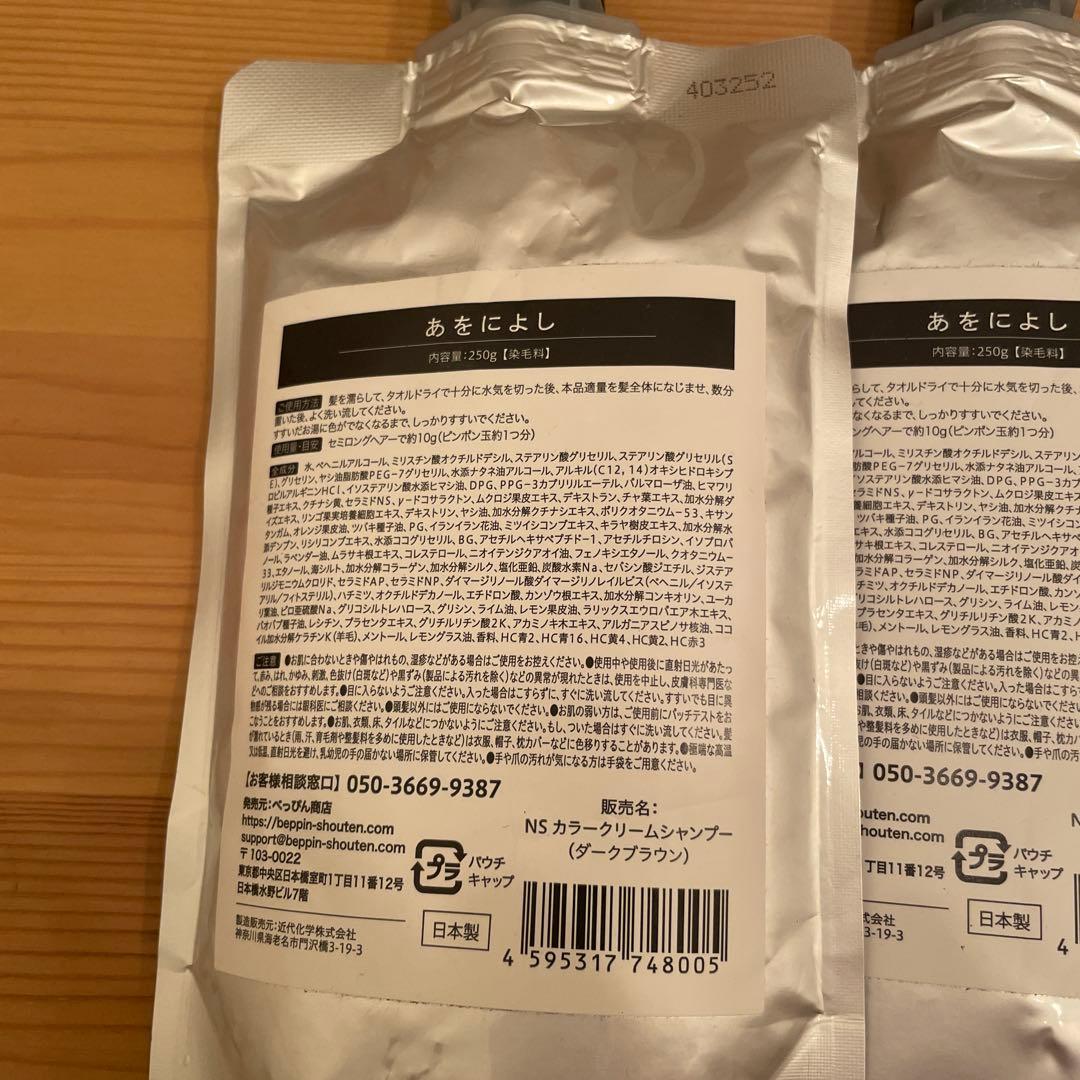 403252
あをによし
内容量:250g【染毛料】
ご使用方法 髪を濡らして、タオルドライで十分に水気を切った後、本品適量を髪全体になじませ、数分
置いた後、よく洗い流してください。
すすいだお湯に色がでなくなるまで、しっかりすすいでください。
使用量・目安 セミロングヘアーで約10g(ピンポン玉約1つ分)
全成分 水、ベヘニルアルコール、ミリスチン酸オクチルドデシル、ステアリン酸グリセリル、ステアリン酸グリセリル(S
E)、グリセリン、ヤシ油脂肪酸PEG-7グリセリル、水添ナタネ油アルコール、アルキル(C12,14)オキシヒドロキシプ
ロピルアルギニンHCl、イソステアリン酸水添ヒマシ油、DPG、PPG-3カプリリルエーテル、パルマローザ油、ヒマワリ
種子エキス、クチナシ黄、セラミドNS、γ-ドコサラクトン、ムクロジ果皮エキス、デキストラン、チャ葉エキス、加水分解ダ
イズエキス、リンゴ果実培養細胞エキス、デキストリン、ヤシ油、加水分解クチナシエキス、ポリクオタニウム-53、キサン
タンガム、オレンジ果皮油、ツバキ種子油、PG、イランイラン花油、ミツイシコンブエキス、キラヤ樹皮エキス、加水分解水
添デンプン、リシリコンブエキス、水添ココグリセリル、BG、アセチルヘキサペプチド-1、アセチルチロシン、イソプロパ
ノール、ラベンダー油、ムラサキ根エキス、コレステロール、ニオイテンジクアオイ油、フェノキシエタノール、クオタニウム-
33、エタノール、海シルト、加水分解コラーゲン、加水分解シルク、塩化亜鉛、炭酸水素Na、セバシン酸ジエチル、ジステア
リルジモニウムクロリド、セラミドAP、セラミドNP、ダイマージリノール酸ダイマージリノレイルビス(ベヘニル/イソステ
アリル/フィトステリル)、ハチミツ、オクチルドデカノール、エチドロン酸、カンゾウ根エキス、加水分解コンキオリン、ユーカ
リ葉油、ピロ亜硫酸Na、グリコシルトレハロース、グリシン、ライム油、レモン果皮油、ラリックスエウロパエア木エキス、
パオバブ種子油、レシチン、プラセンタエキス、グリチルリチン酸2K、アカミノキ木エキス、アルガニアスピノサ核油、ココ
イル加水分解ケラチンK(羊毛)、メントール、レモングラス油、香料、HC青2、HC青16、HC黄4、HC黄2、HC赤3
ご注意 ●お肌に合わないときや傷やはれもの、湿疹などがある場合はご使用をお控えください。●使用中や使用後に直射日光があたっ
て、赤み、はれ、かゆみ、刺激、色抜け(白斑など)や黒ずみ(製品による汚れを除く)などの異常が現れたときは、使用を中止し、皮膚科専門医な
どへのご相談をおすすめします。●目に入らないようご注意ください。入った場合はこすらずに、すぐに洗い流してください。すすいでも目に異
物感が残る場合には眼科医にご相談ください。●頭髪以外にはご使用にならないでください。●お肌の弱い方は、ご使用前にパッチテストをお
こなうことをおすすめします。●お肌、衣類、床、タイルなどにつかないようにご注意ください。もし、ついた場合はすぐに洗い流してください。髪
が濡れているとき(雨、汗、育毛剤や整髪料を多めに使用したときなど)は衣服、帽子、枕カバーなどに色移りすることがあります。●極端な高温
又は低温、直射日光を避け、乳幼児の手の届かない場所に保管してください。●手や爪の汚れが気になる方は手袋をご用意ください。
【お客様相談窓口】050-3669-9387
発売元:べっぴん商店
https://beppin-shouten.com
support@beppin-shouten.com
〒103-0022
東京都中央区日本橋室町1丁目11番12号
日本橋水野ビル7階
製造販売元:近代化学株式会社
神奈川県海老名市門沢橋3-19-3
プラ
パウチ
キャップ
日本製
販売名:
NS カラークリームシャンプー
(ダークブラウン)
4 595317 748005
あをによし
内容量:250g【染毛料】
050-3669-9387
1丁目11番12号
プラ
パウチ
キャップ
日本製
3-19-3
NS
4